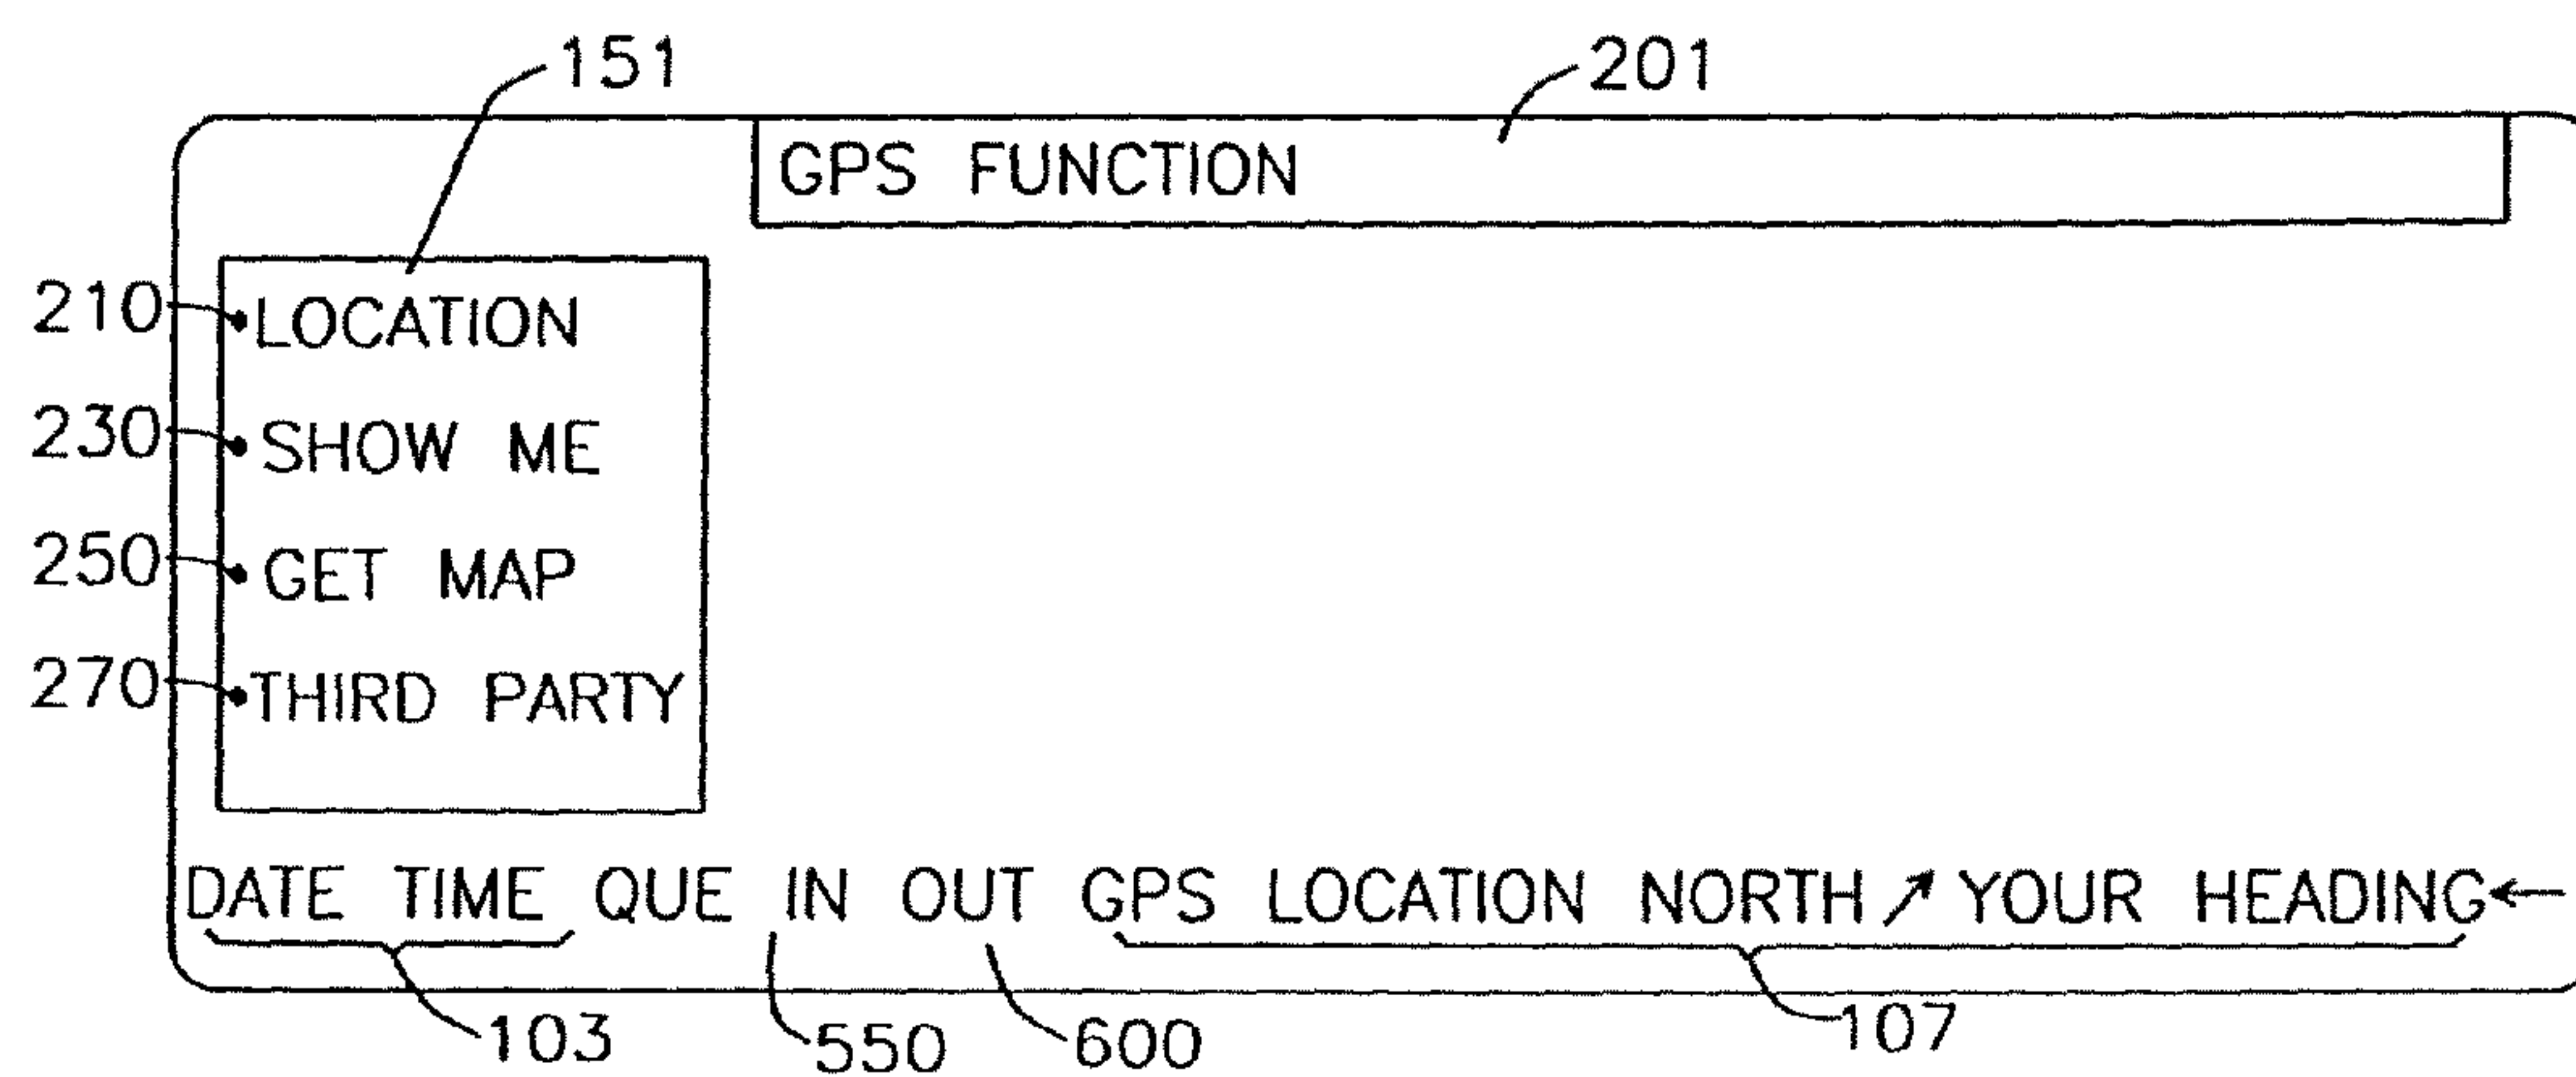 151 201
GPS FUNCTION
210 LOCATION
230 SHOW ME
250 GET MAP
270 THIRD PARTY
DATE TIME QUE IN OUT GPS LOCATION NORTH ↗ YOUR HEADING ←
103 550 600 107